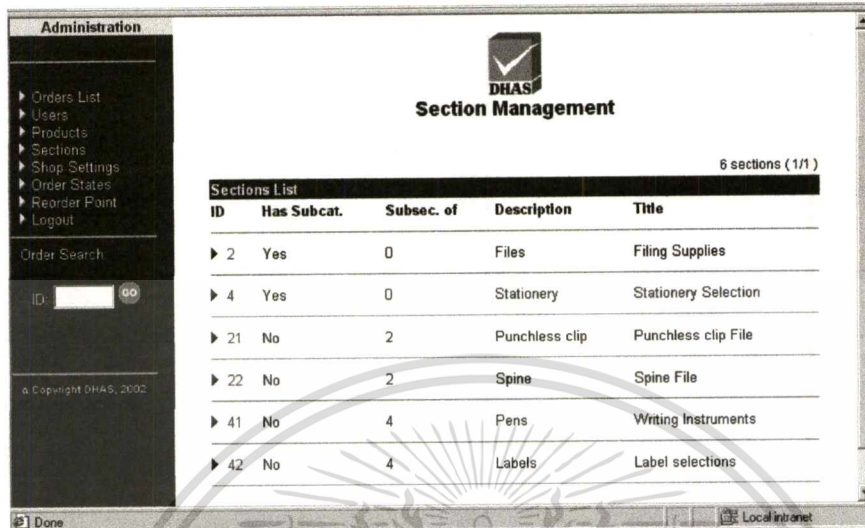 Administration
Orders List
Users
Products
Sections
Shop Settings
Order States
Reorder Point
Logout
Order Search:
ID: GO
© Copyright DHAS, 2002
DHAS
Section Management
6 sections ( 1/1 )
Sections List
ID Has Subcat. Subsec. of Description Title
2 Yes 0 Files Filing Supplies
4 Yes 0 Stationery Stationery Selection
21 No 2 Punchless clip Punchless clip File
22 No 2 Spine Spine File
41 No 4 Pens Writing Instruments
42 No 4 Labels Label selections
Done Local intranet